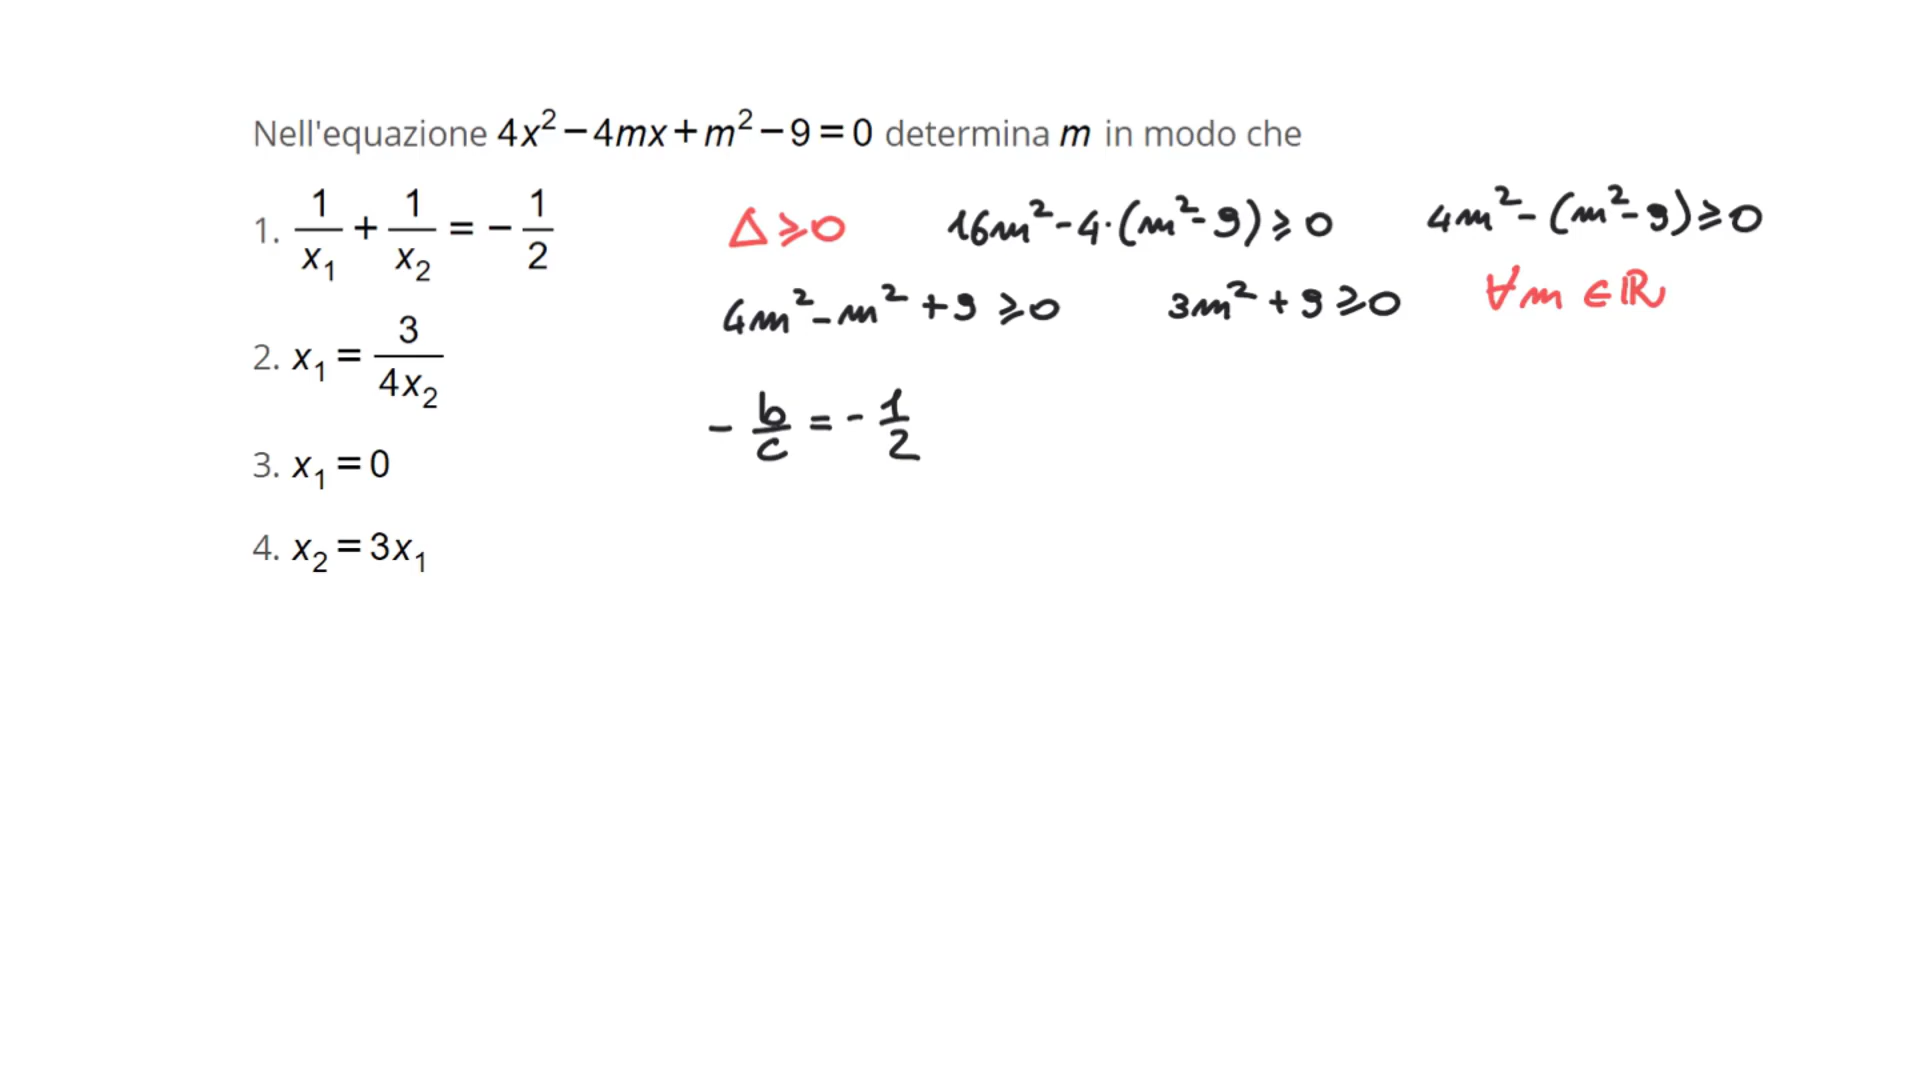 Nell'equazione 4x² − 4mx + m² − 9 = 0 determina m in modo che
1. 1/x₁ + 1/x₂ = − 1/2
2. x₁ = 3/(4x₂)
3. x₁ = 0
4. x₂ = 3x₁
Δ ⩾ 0 16m² - 4·(m² - 9) ⩾ 0 4m² - (m² - 9) ⩾ 0
4m² - m² + 9 ⩾ 0 3m² + 9 ⩾ 0 ∀m ∈ ℝ
- b/c = - 1/2